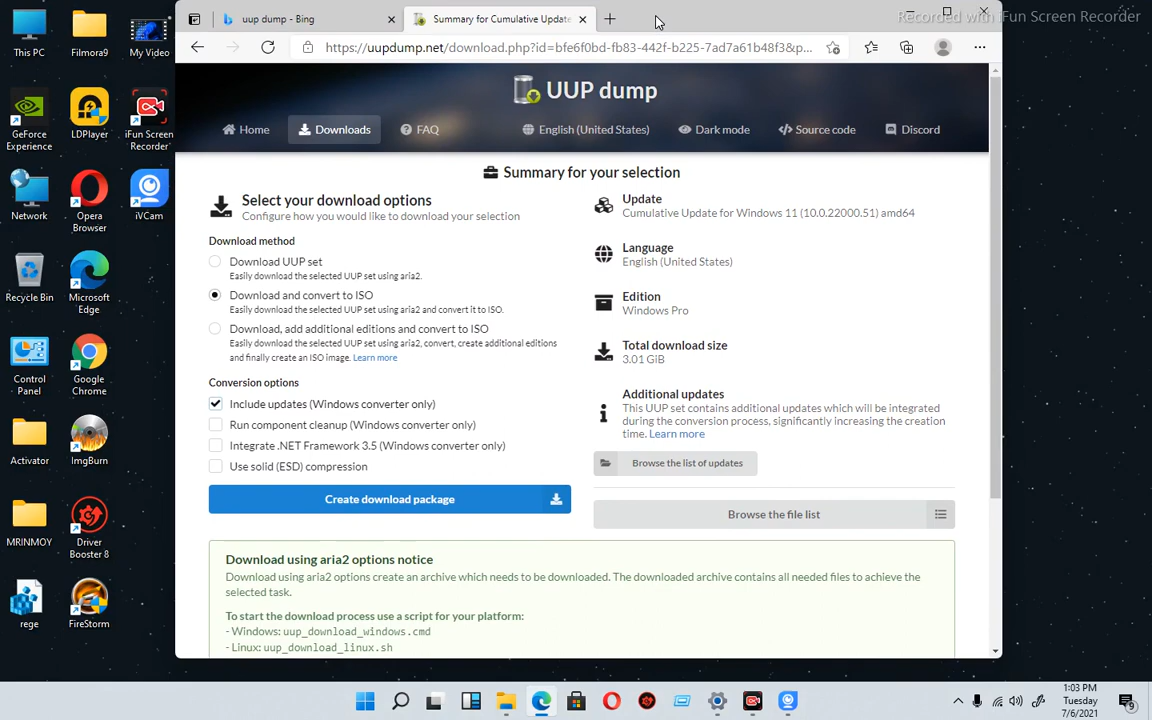 uup dump - Bing
Summary for Cumulative Update
Recorded with iFun Screen Recorder
https://uupdump.net/download.php?id=bfe6f0bd-fb83-442f-b225-7ad7a61b48f3&p...
UUP dump
Home
Downloads
FAQ
English (United States)
Dark mode
Source code
Discord
Summary for your selection
Select your download options
Configure how you would like to download your selection
Download method
Download UUP set
Easily download the selected UUP set using aria2.
Download and convert to ISO
Easily download the selected UUP set using aria2 and convert it to ISO.
Download, add additional editions and convert to ISO
Easily download the selected UUP set using aria2, convert, create additional editions
and finally create an ISO image. Learn more
Conversion options
Include updates (Windows converter only)
Run component cleanup (Windows converter only)
Integrate .NET Framework 3.5 (Windows converter only)
Use solid (ESD) compression
Create download package
Update
Cumulative Update for Windows 11 (10.0.22000.51) amd64
Language
English (United States)
Edition
Windows Pro
Total download size
3.01 GiB
Additional updates
This UUP set contains additional updates which will be integrated
during the conversion process, significantly increasing the creation
time. Learn more
Browse the list of updates
Browse the file list
Download using aria2 options notice
Download using aria2 options create an archive which needs to be downloaded. The downloaded archive contains all needed files to achieve the
selected task.
To start the download process use a script for your platform:
- Windows: uup_download_windows.cmd
- Linux: uup_download_linux.sh
This PC
Filmora9
My Video
GeForce
Experience
LDPlayer
iFun Screen
Recorder
Network
Opera
Browser
iVCam
Recycle Bin
Microsoft
Edge
Control
Panel
Google
Chrome
Activator
ImgBurn
MRINMOY
Driver
Booster 8
rege
FireStorm
1:03 PM
Tuesday
7/6/2021
9